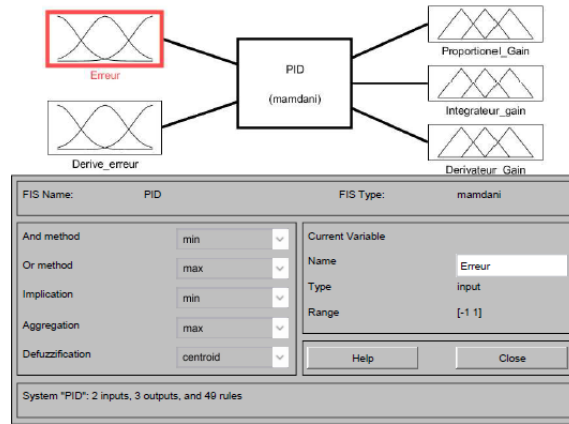 Erreur
Derive_erreur
PID
(mamdani)
Proportionel_Gain
Integrateur_gain
Derivateur_Gain
FIS Name: PID FIS Type: mamdani
And method min
Or method max
Implication min
Aggregation max
Defuzzification centroid
Current Variable
Name Erreur
Type input
Range [-1 1]
Help Close
System "PID": 2 inputs, 3 outputs, and 49 rules